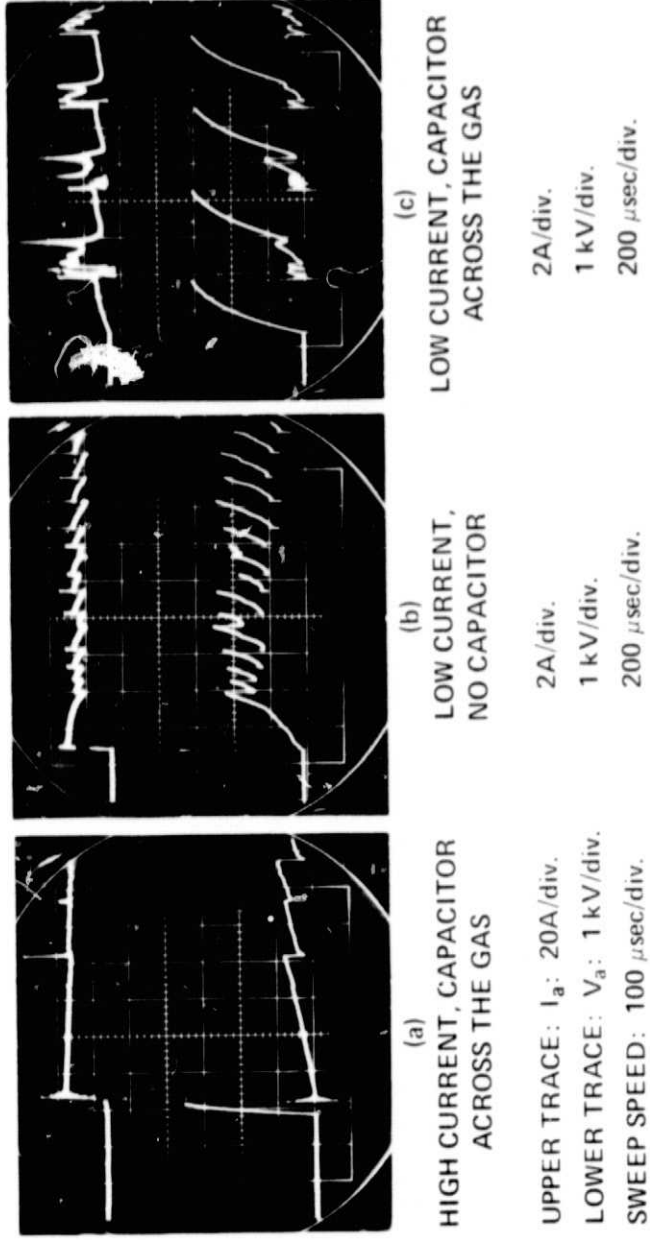 (a)
HIGH CURRENT, CAPACITOR
ACROSS THE GAS
UPPER TRACE: Iₐ: 20A/div.
LOWER TRACE: Vₐ: 1 kV/div.
SWEEP SPEED: 100 μsec/div.
(b)
LOW CURRENT,
NO CAPACITOR
2A/div.
1 kV/div.
200 μsec/div.
(c)
LOW CURRENT, CAPACITOR
ACROSS THE GAS
2A/div.
1 kV/div.
200 μsec/div.